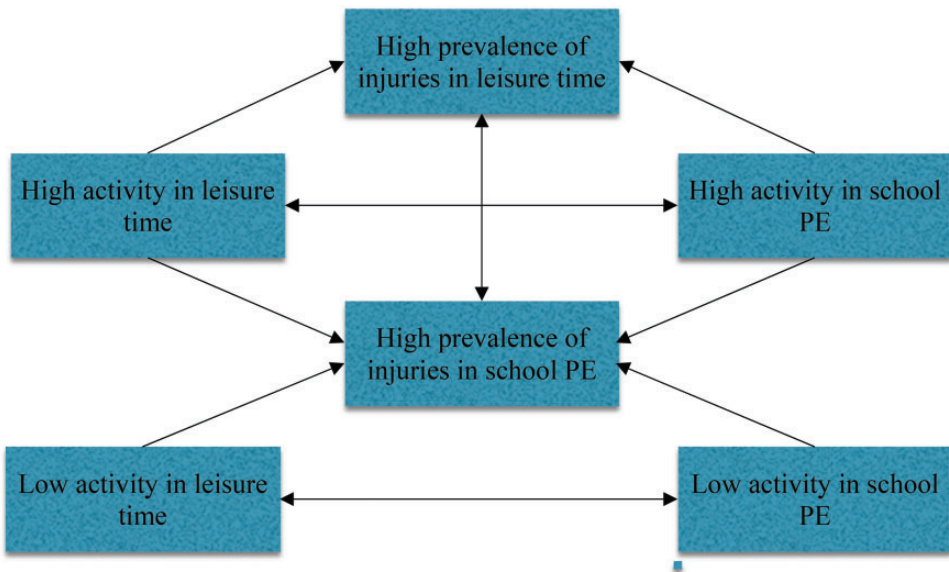 High prevalence of
injuries in leisure time
High activity in leisure
time
High activity in school
PE
High prevalence of
injuries in school PE
Low activity in leisure
time
Low activity in school
PE